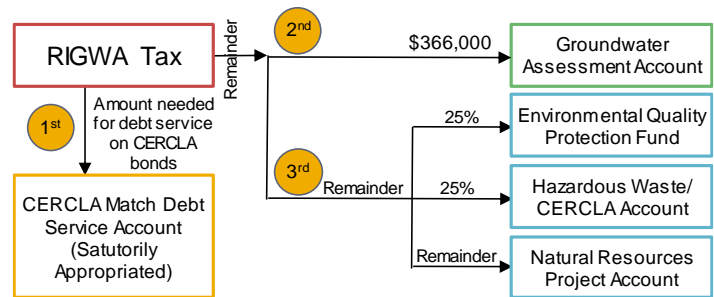 RIGWA Tax
Remainder
2nd
$366,000
Groundwater
Assessment Account
1st
Amount needed
for debt service
on CERCLA
bonds
CERCLA Match Debt
Service Account
(Satutorily
Appropriated)
3rd
Remainder
25%
Environmental Quality
Protection Fund
25%
Hazardous Waste/
CERCLA Account
Remainder
Natural Resources
Project Account